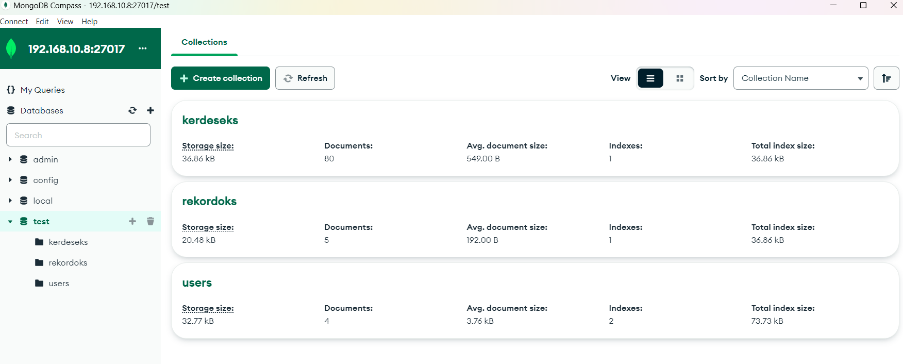 MongoDB Compass - 192.168.10.8:27017/test
Connect Edit View Help
192.168.10.8:27017 ...
{} My Queries
Databases
Search
admin
config
local
test
kerdeseks
rekordoks
users
Collections
+ Create collection Refresh View Sort by Collection Name
kerdeseks
Storage size: Documents: Avg. document size: Indexes: Total index size:
36.86 kB 80 549.00 B 1 36.86 kB
rekordoks
Storage size: Documents: Avg. document size: Indexes: Total index size:
20.48 kB 5 192.00 B 1 36.86 kB
users
Storage size: Documents: Avg. document size: Indexes: Total index size:
32.77 kB 4 3.76 kB 2 73.73 kB